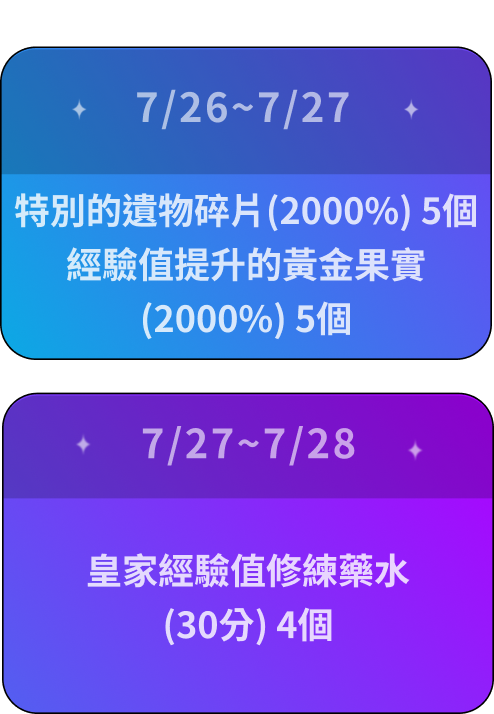 7/26~7/27
特別的遺物碎片(2000%) 5個
經驗值提升的黃金果實
(2000%) 5個
7/27~7/28
皇家經驗值修練藥水
(30分) 4個